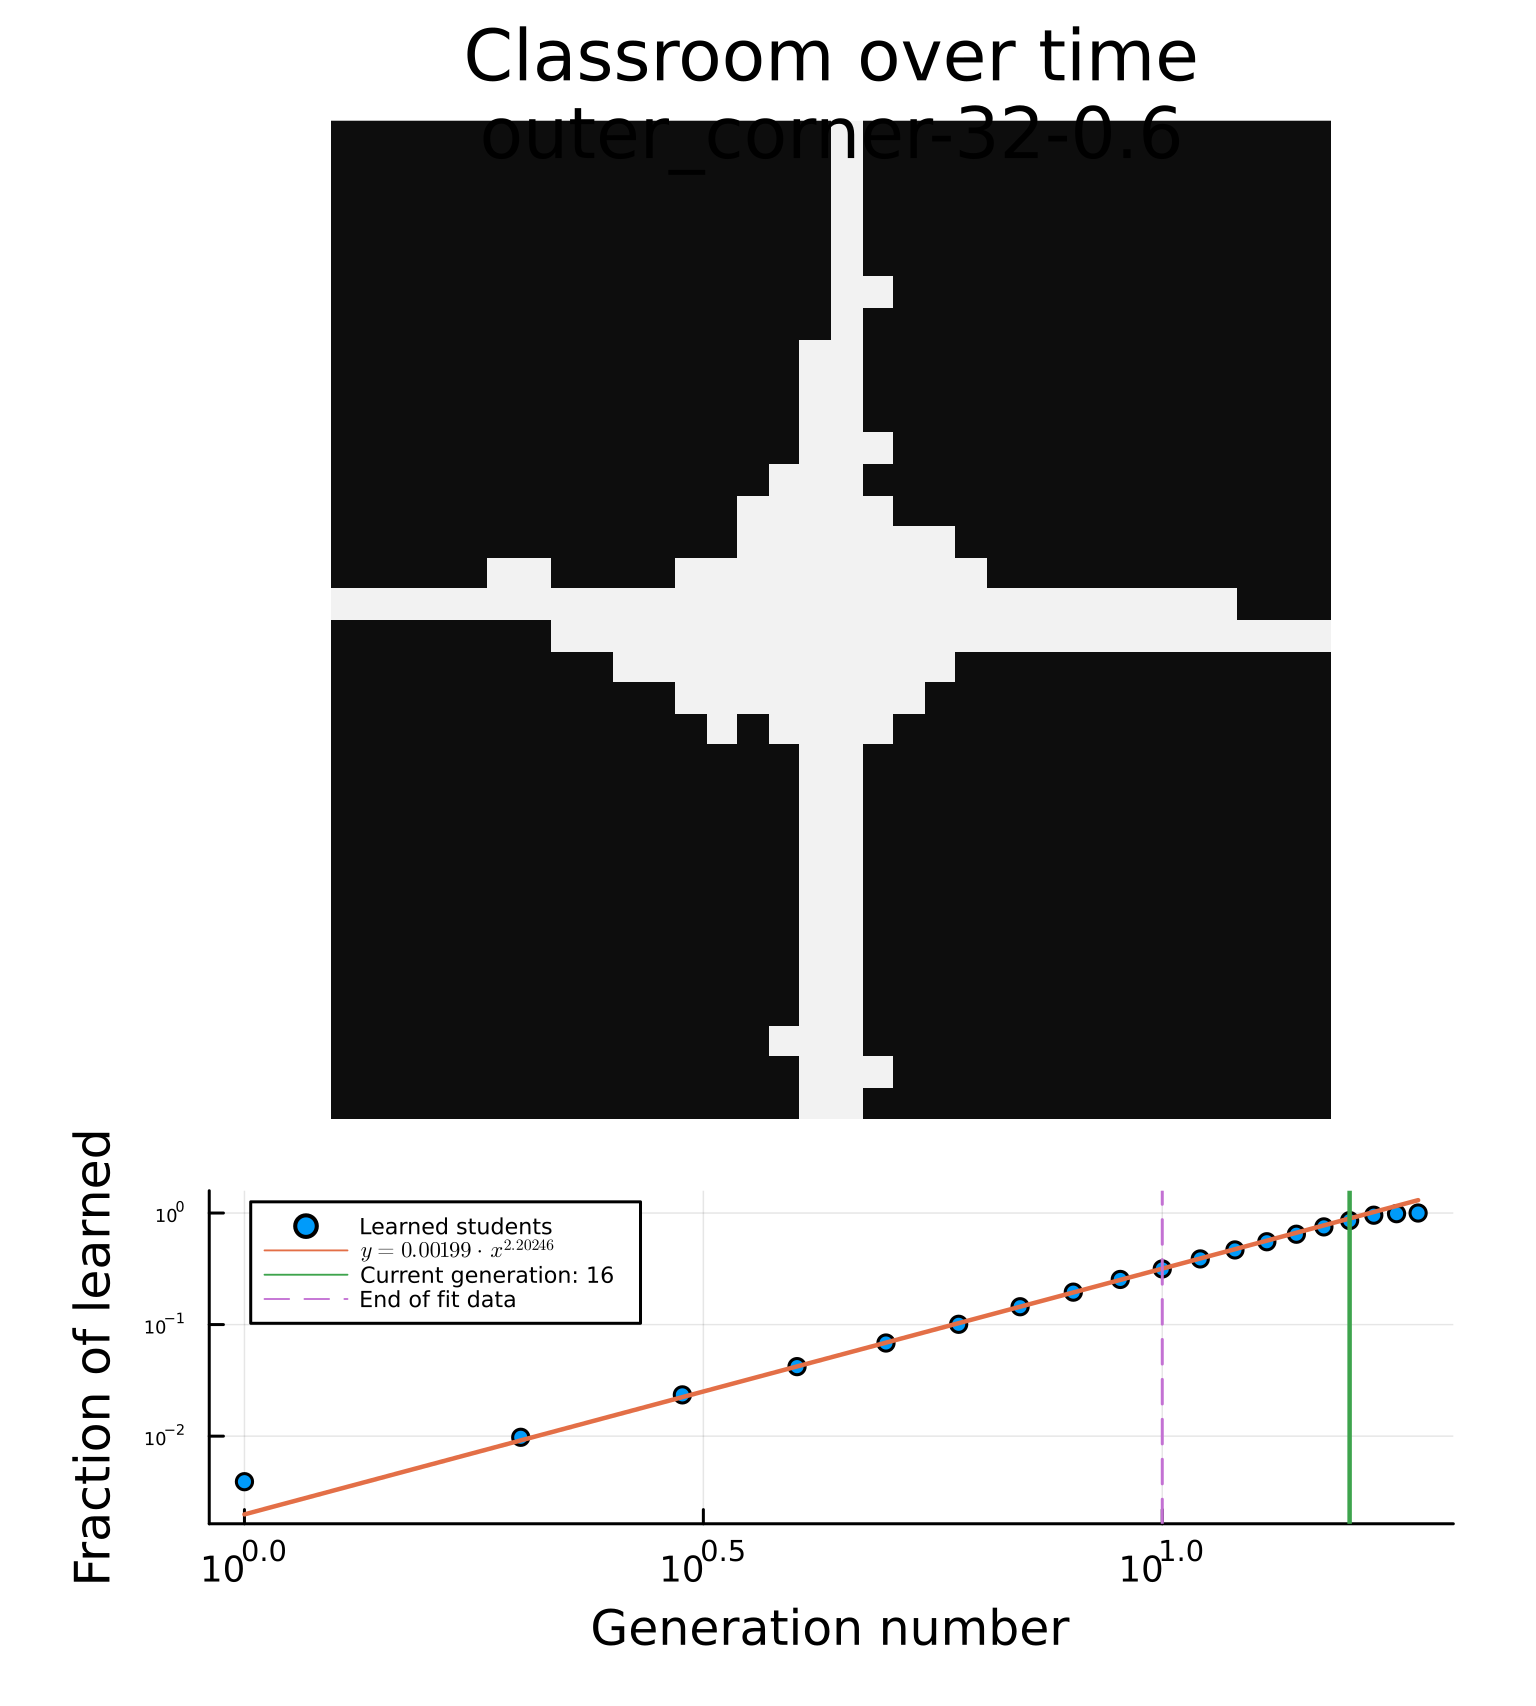 Classroom over time
outer_corner-32-0.6
Fraction of learned
10⁰
10⁻¹
10⁻²
Learned students
y = 0.00199 · x^2.20246
Current generation: 16
End of fit data
10^0.0
10^0.5
10^1.0
Generation number